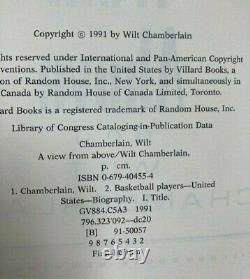 Copyright © 1991 by Wilt Chamberlain
ghts reserved under International and Pan-American Copyright
ventions. Published in the United States by Villard Books, a
on of Random House, Inc., New York, and simultaneously in
Canada by Random House of Canada Limited, Toronto.
ard Books is a registered trademark of Random House, Inc.
Library of Congress Cataloging-in-Publication Data
Chamberlain, Wilt
A view from above/Wilt Chamberlain.
p. cm.
ISBN 0-679-40455-4
1. Chamberlain, Wilt. 2. Basketball players—United
States—Biography. I. Title.
GV884.C5A3 1991
796.323'092—dc20
[B] 91-50057
9 8 7 6 5 4 3 2
First